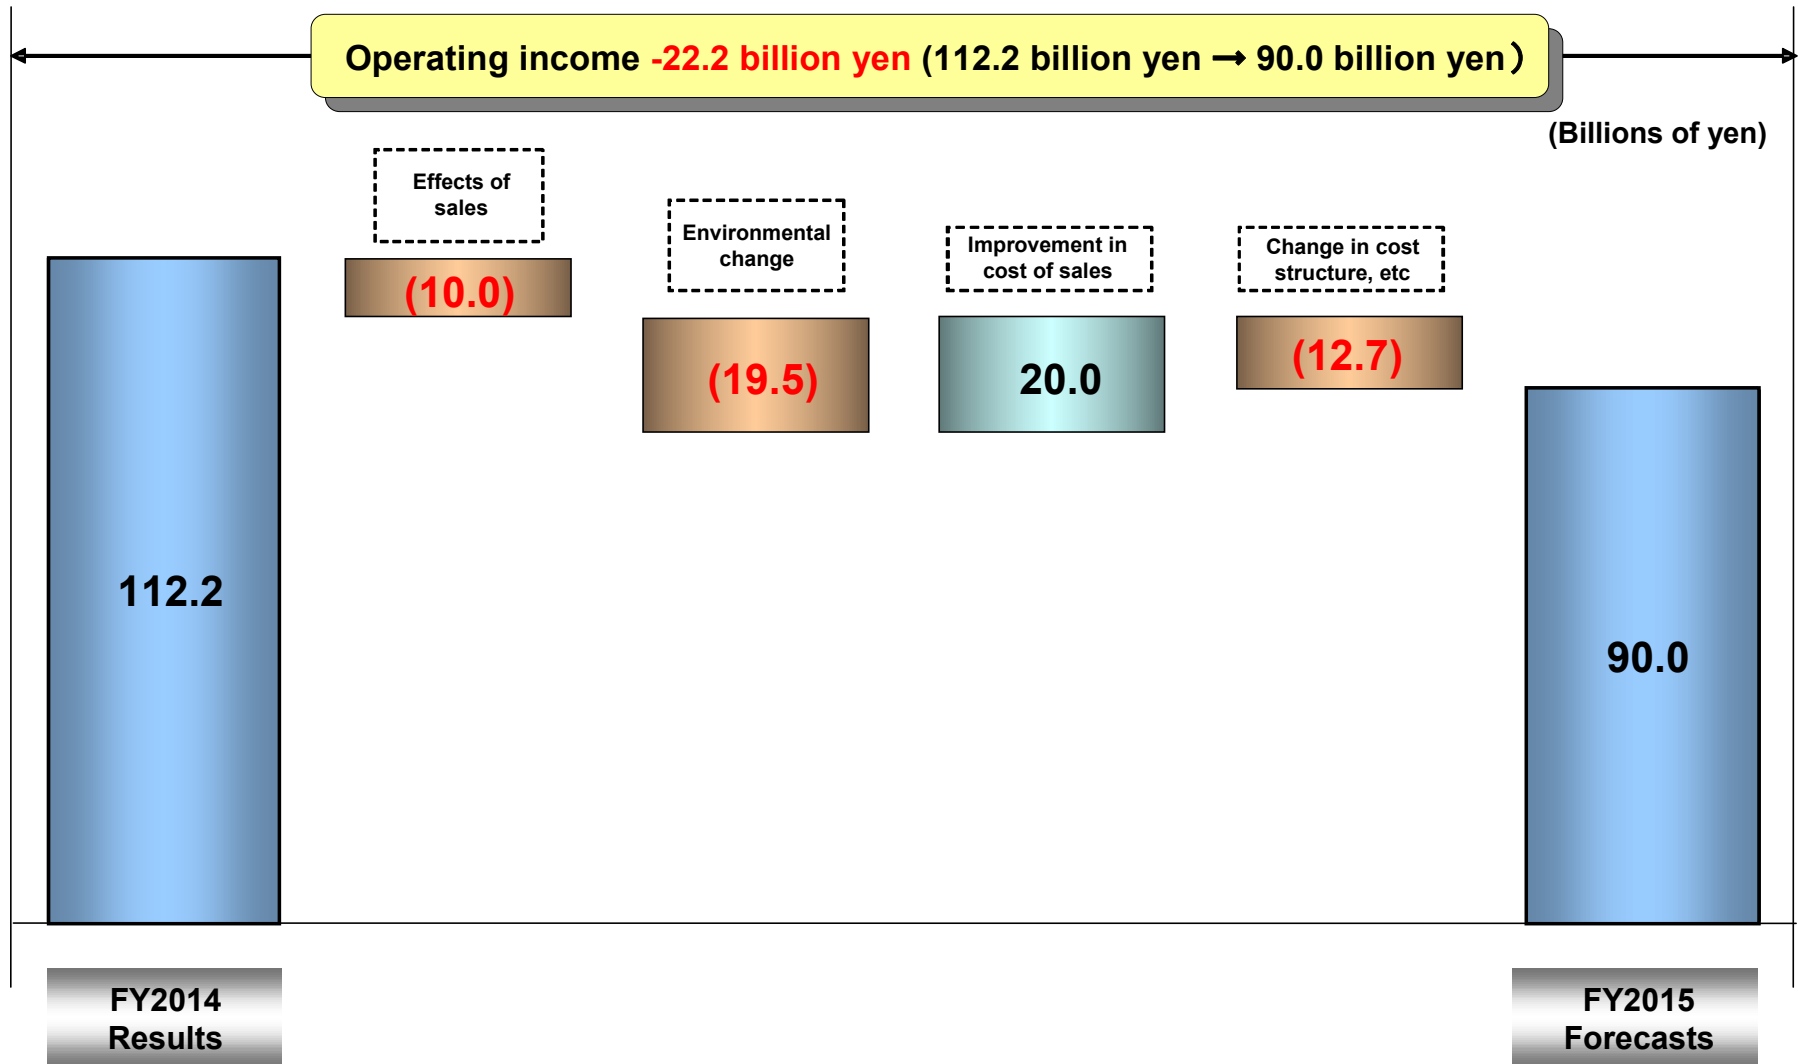 Operating income -22.2 billion yen (112.2 billion yen → 90.0 billion yen)
(Billions of yen)
Effects of
sales
Environmental
change
Improvement in
cost of sales
Change in cost
structure, etc
(10.0)
(19.5)
20.0
(12.7)
112.2
90.0
FY2014
Results
FY2015
Forecasts